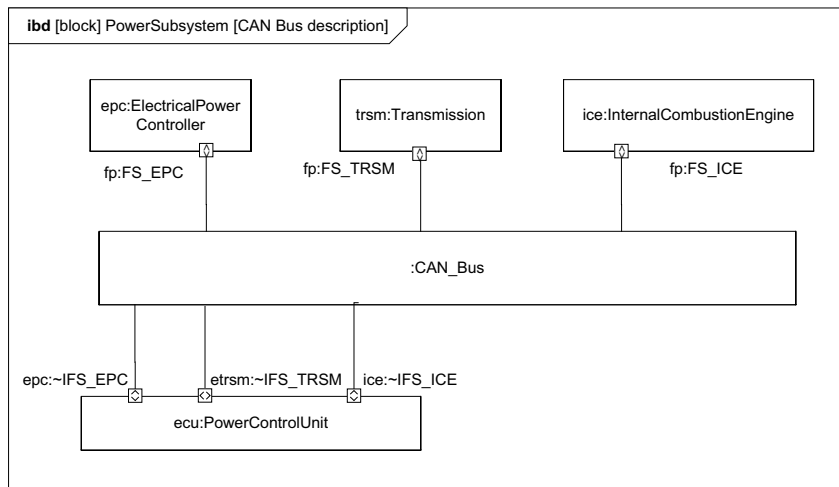 ibd [block] PowerSubsystem [CAN Bus description]
epc:ElectricalPower
Controller
trsm:Transmission
ice:InternalCombustionEngine
fp:FS_EPC
fp:FS_TRSM
fp:FS_ICE
:CAN_Bus
epc:~IFS_EPC
etrsm:~IFS_TRSM
ice:~IFS_ICE
ecu:PowerControlUnit